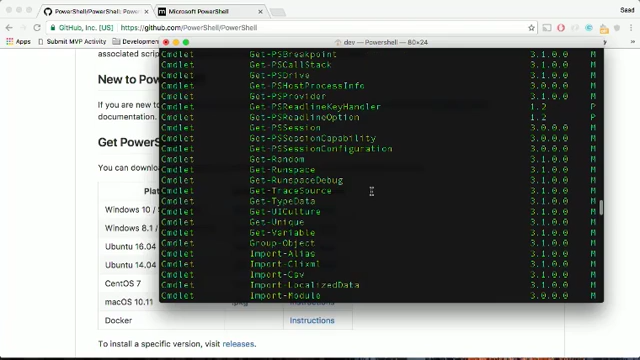 PowerShell/PowerShell: Po
Microsoft PowerShell
Saad
GitHub, Inc. [US]
https://github.com/PowerShell/PowerShell
Apps
Submit MVP Activity
Other Bookmarks
dev — Powershell — 80×24
associated scrip
New to Pow
If you are new t
documentation.
Get PowerS
You can downloa
Plat
Windows 10 / S
Windows 8.1 /
Ubuntu 16.04
Ubuntu 14.04
CentOS 7
macOS 10.11
Docker
Instructions
Instructions
To install a specific version, visit releases.
Cmdlet Get-PSBreakpoint 3.1.0.0 M
Cmdlet Get-PSCallStack 3.1.0.0 M
Cmdlet Get-PSDrive 3.1.0.0 M
Cmdlet Get-PSHostProcessInfo 3.0.0.0 M
Cmdlet Get-PSProvider 3.1.0.0 M
Cmdlet Get-PSReadlineKeyHandler 1.2 P
Cmdlet Get-PSReadlineOption 1.2 P
Cmdlet Get-PSSession 3.0.0.0 M
Cmdlet Get-PSSessionCapability 3.0.0.0 M
Cmdlet Get-PSSessionConfiguration 3.0.0.0 M
Cmdlet Get-Random 3.1.0.0 M
Cmdlet Get-Runspace 3.1.0.0 M
Cmdlet Get-RunspaceDebug 3.1.0.0 M
Cmdlet Get-TraceSource 3.1.0.0 M
Cmdlet Get-TypeData 3.1.0.0 M
Cmdlet Get-UICulture 3.1.0.0 M
Cmdlet Get-Unique 3.1.0.0 M
Cmdlet Get-Variable 3.1.0.0 M
Cmdlet Group-Object 3.1.0.0 M
Cmdlet Import-Alias 3.1.0.0 M
Cmdlet Import-Clixml 3.1.0.0 M
Cmdlet Import-Csv 3.1.0.0 M
Cmdlet Import-LocalizedData 3.1.0.0 M
Cmdlet Import-Module 3.0.0.0 M